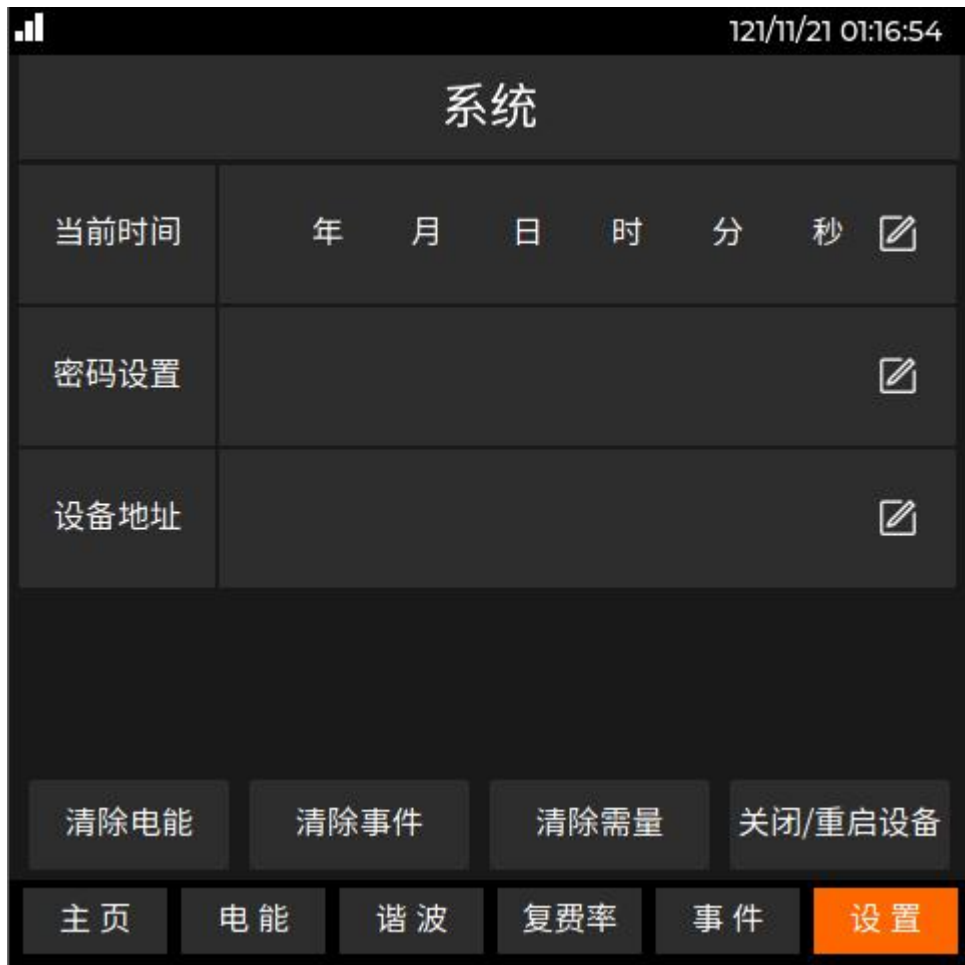 121/11/21 01:16:54
系统
当前时间 年 月 日 时 分 秒
密码设置
设备地址
清除电能 清除事件 清除需量 关闭/重启设备
主页 电能 谐波 复费率 事件 设置